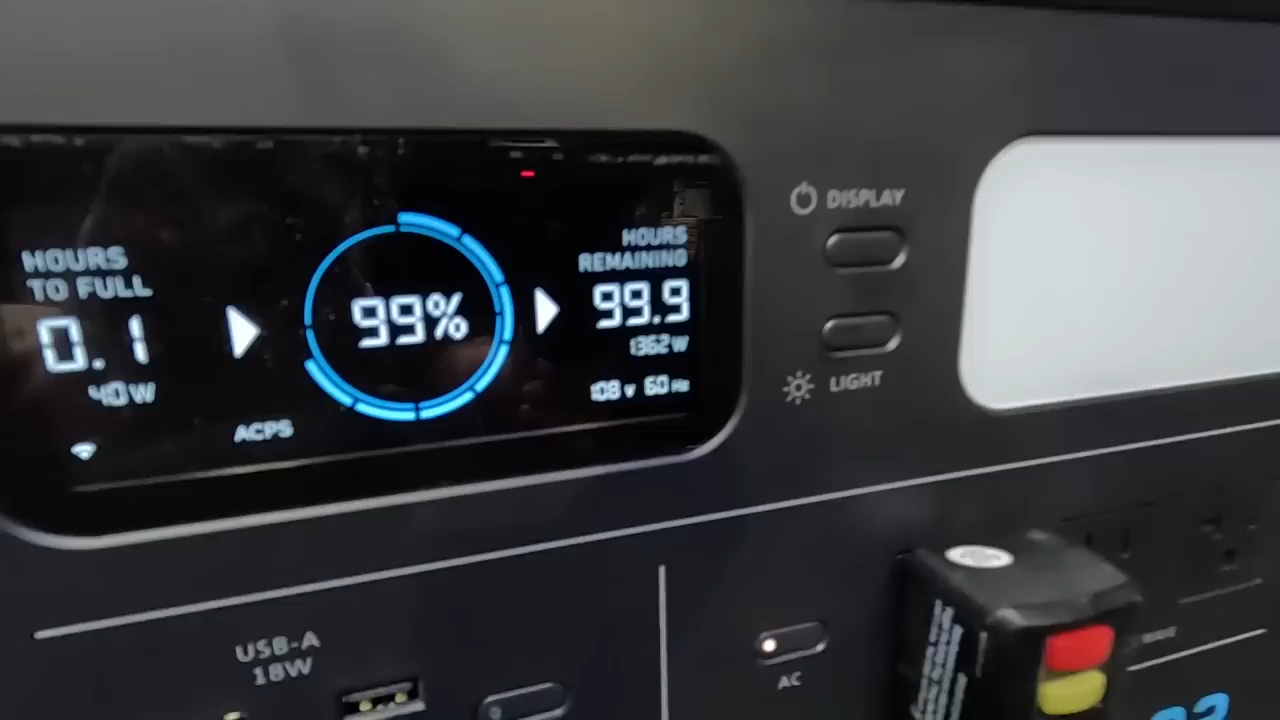 HOURS
TO FULL
0.1
40W
ACPS
99%
HOURS
REMAINING
99.9
1362W
108 V 60 Hz
DISPLAY
LIGHT
USB-A
18W
AC